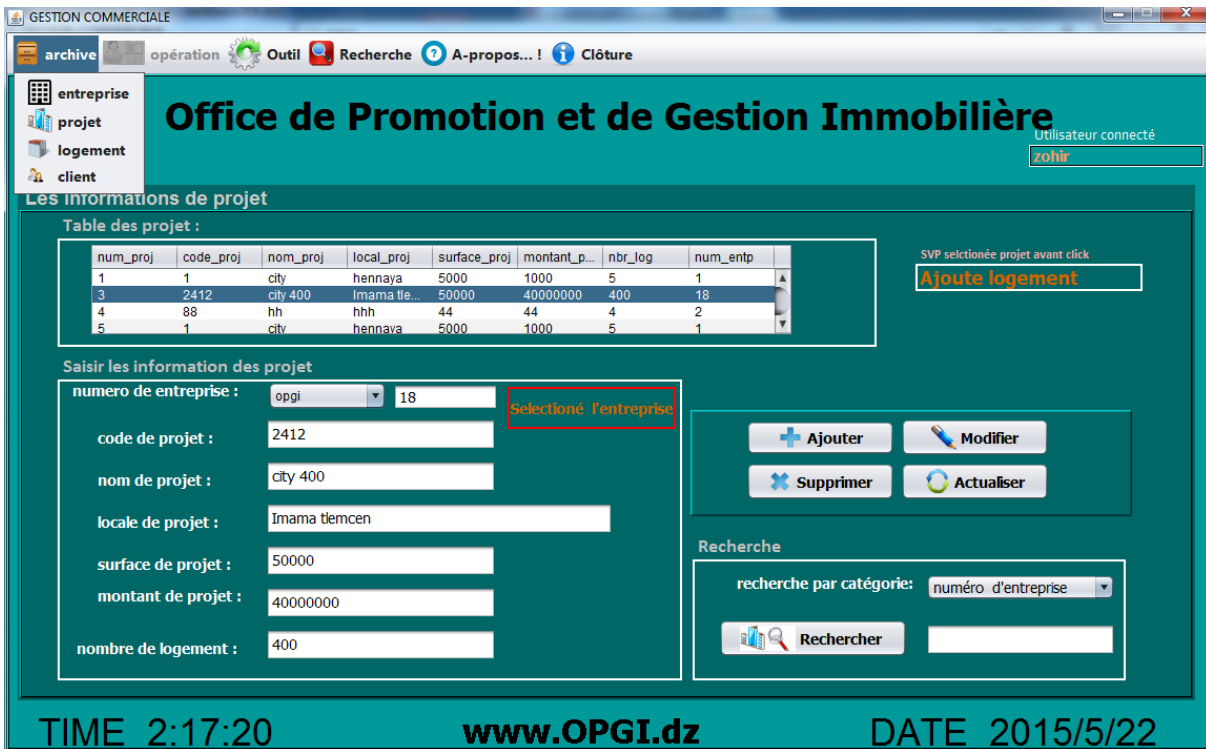 GESTION COMMERCIALE
archive opération Outil Recherche A-propos... ! Clôture
entreprise
projet
logement
client
Office de Promotion et de Gestion Immobilière
Utilisateur connecté
zohir
Les informations de projet
Table des projet :
num_proj code_proj nom_proj local_proj surface_proj montant_p... nbr_log num_entp
1 1 city hennaya 5000 1000 5 1
3 2412 city 400 Imama tle... 50000 40000000 400 18
4 88 hh hhh 44 44 4 2
5 1 city hennaya 5000 1000 5 1
SVP selctionée projet avant click
Ajoute logement
Saisir les information des projet
numero de entreprise : opgi 18
Selectioné l'entreprise
code de projet : 2412
nom de projet : city 400
locale de projet : Imama tlemcen
surface de projet : 50000
montant de projet : 40000000
nombre de logement : 400
Ajouter Modifier
Supprimer Actualiser
Recherche
recherche par catégorie: numéro d'entreprise
Rechercher
TIME 2:17:20 www.OPGI.dz DATE 2015/5/22